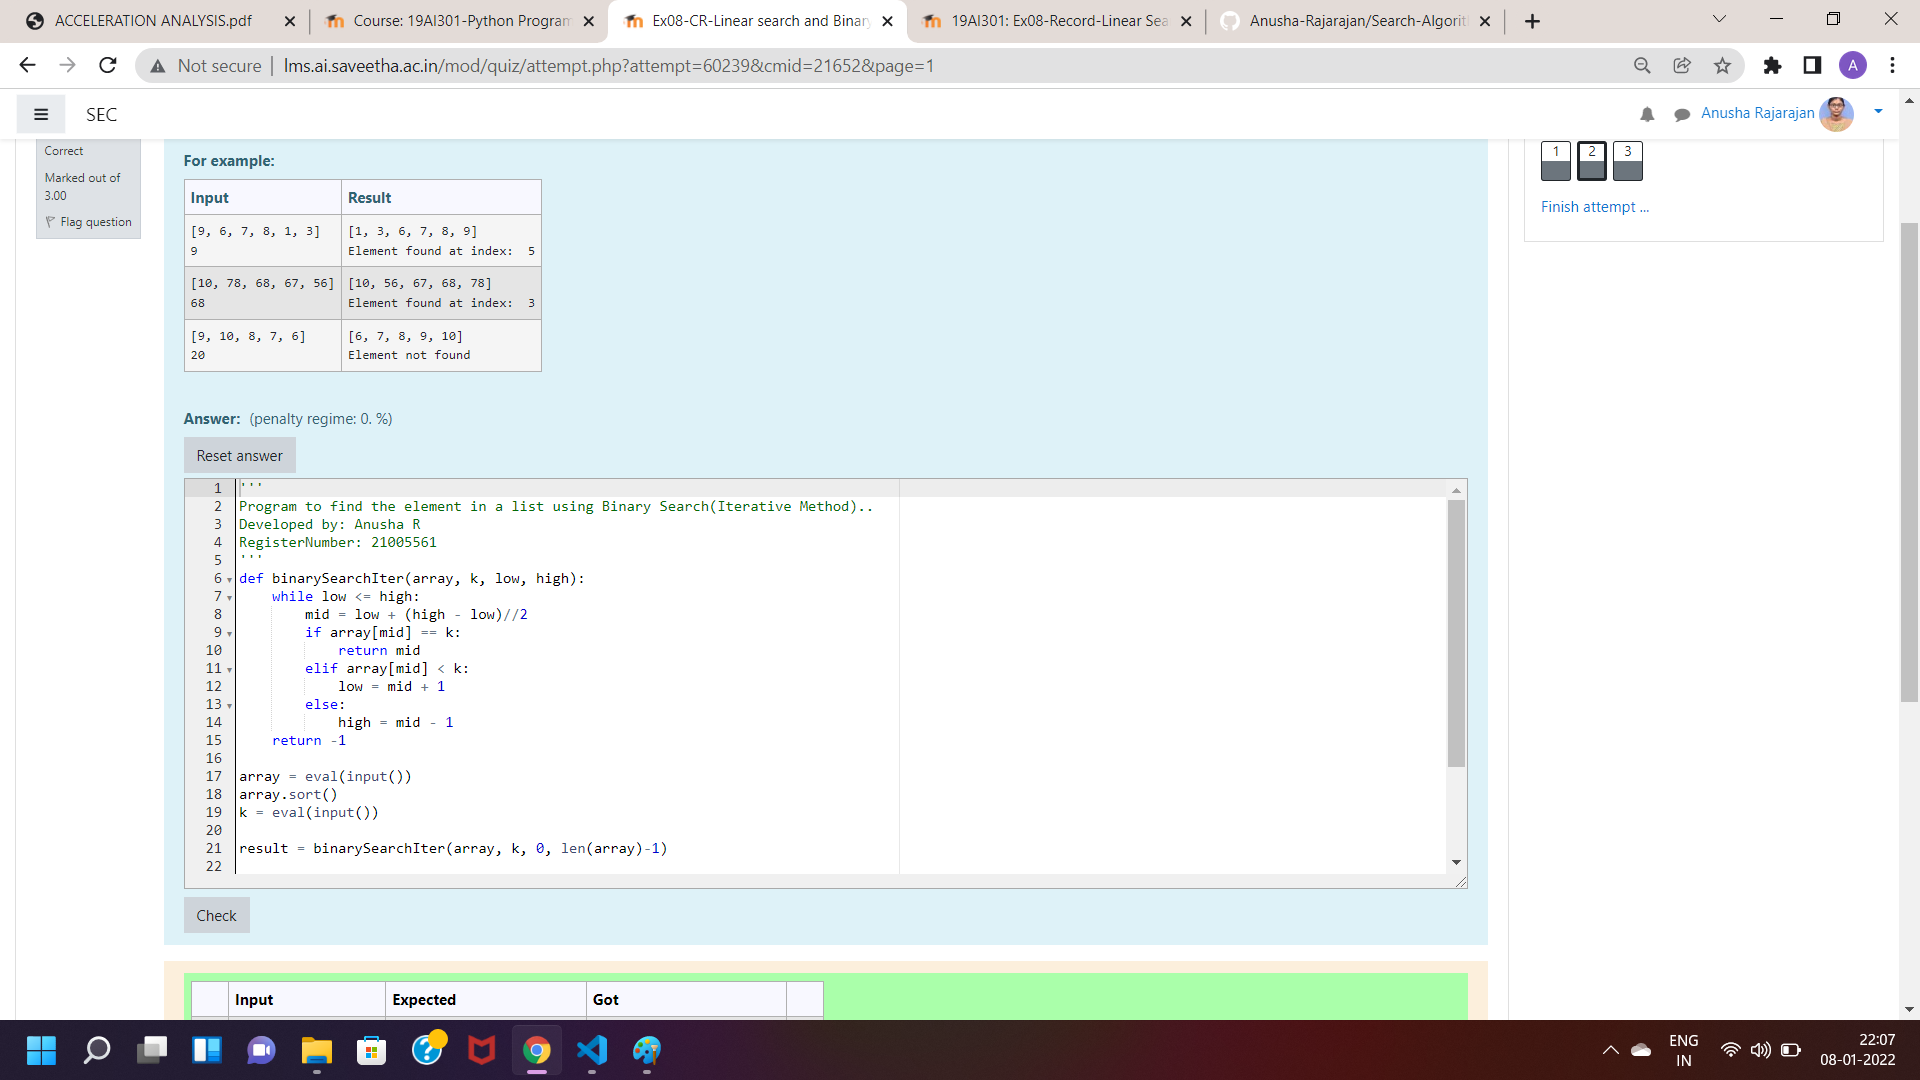 ACCELERATION ANALYSIS.pdf
Course: 19AI301-Python Program
Ex08-CR-Linear search and Binar
19AI301: Ex08-Record-Linear Sea
Anusha-Rajarajan/Search-Algorit
Not secure
lms.ai.saveetha.ac.in/mod/quiz/attempt.php?attempt=60239&cmid=21652&page=1
A
SEC
Anusha Rajarajan
Correct
Marked out of
3.00
Flag question
For example:
Input Result
[9, 6, 7, 8, 1, 3] [1, 3, 6, 7, 8, 9]
9 Element found at index:  5
[10, 78, 68, 67, 56] [10, 56, 67, 68, 78]
68 Element found at index:  3
[9, 10, 8, 7, 6] [6, 7, 8, 9, 10]
20 Element not found
1 2 3
Finish attempt ...
Answer: (penalty regime: 0. %)
Reset answer
1 '''
2 Program to find the element in a list using Binary Search(Iterative Method)..
3 Developed by: Anusha R
4 RegisterNumber: 21005561
5 '''
6 def binarySearchIter(array, k, low, high):
7     while low <= high:
8         mid = low + (high - low)//2
9         if array[mid] == k:
10             return mid
11         elif array[mid] < k:
12             low = mid + 1
13         else:
14             high = mid - 1
15     return -1
16
17 array = eval(input())
18 array.sort()
19 k = eval(input())
20
21 result = binarySearchIter(array, k, 0, len(array)-1)
22
Check
Input Expected Got
ENG
IN
22:07
08-01-2022